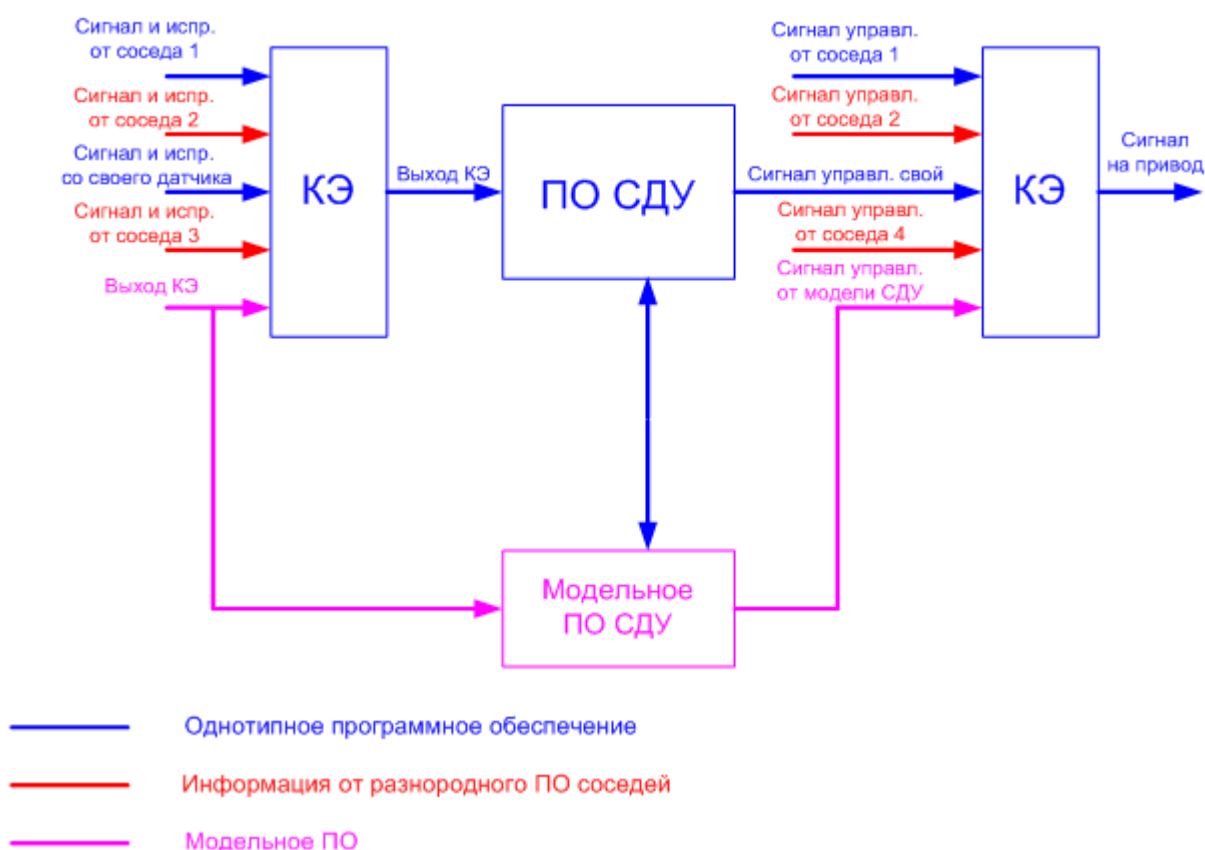 Сигнал и испр.
от соседа 1
Сигнал и испр.
от соседа 2
Сигнал и испр.
со своего датчика
Сигнал и испр.
от соседа 3
Выход КЭ
КЭ
Выход КЭ
ПО СДУ
Сигнал управл.
от соседа 1
Сигнал управл.
от соседа 2
Сигнал управл. свой
Сигнал управл.
от соседа 4
Сигнал управл.
от модели СДУ
КЭ
Сигнал
на привод
Модельное
ПО СДУ
Однотипное программное обеспечение
Информация от разнородного ПО соседей
Модельное ПО